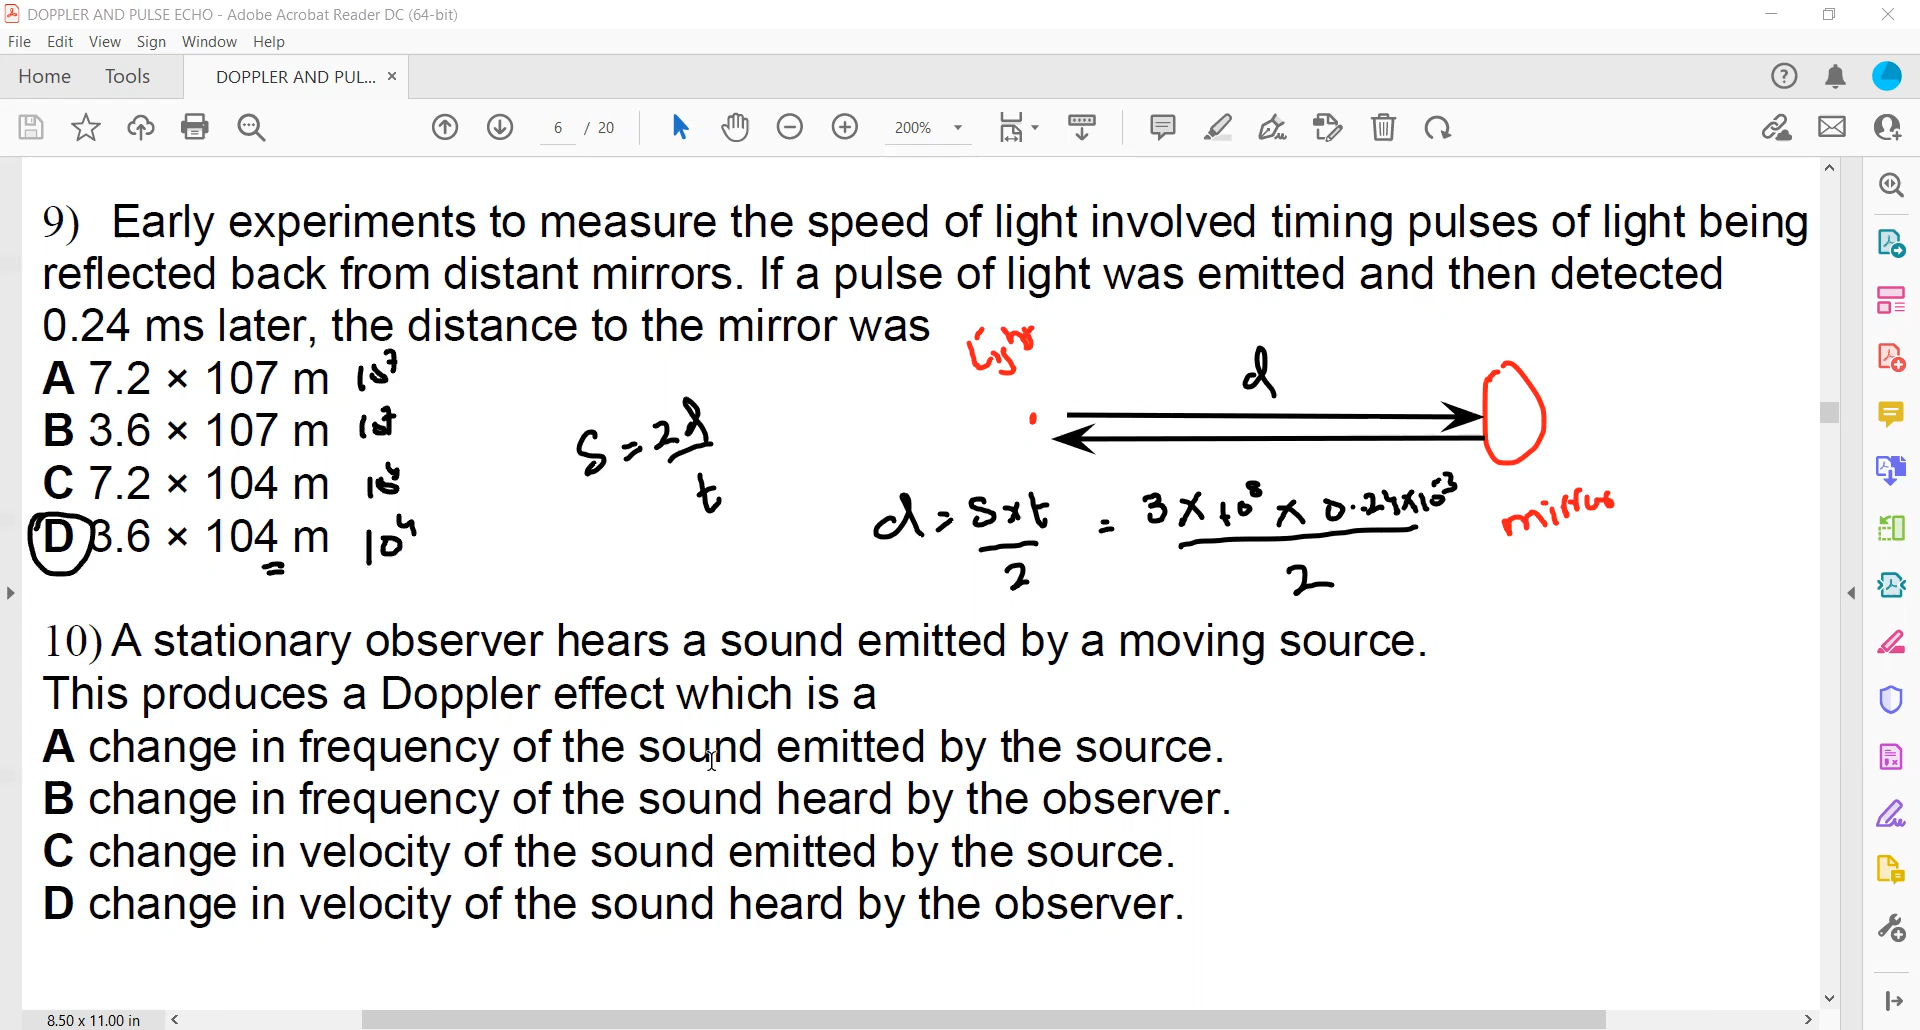 DOPPLER AND PULSE ECHO - Adobe Acrobat Reader DC (64-bit)
File Edit View Sign Window Help
Home Tools DOPPLER AND PUL... ×
6 / 20 200%
9) Early experiments to measure the speed of light involved timing pulses of light being
reflected back from distant mirrors. If a pulse of light was emitted and then detected
0.24 ms later, the distance to the mirror was
Light
A 7.2 × 107 m 10⁷
B 3.6 × 107 m 10⁷
C 7.2 × 104 m
D 3.6 × 104 m 10⁴
S = 2d
t
d
d = S × t = 3 × 10⁸ × 0.24 × 10⁻³
2 2
mirror
10) A stationary observer hears a sound emitted by a moving source.
This produces a Doppler effect which is a
A change in frequency of the sound emitted by the source.
B change in frequency of the sound heard by the observer.
C change in velocity of the sound emitted by the source.
D change in velocity of the sound heard by the observer.
8.50 x 11.00 in